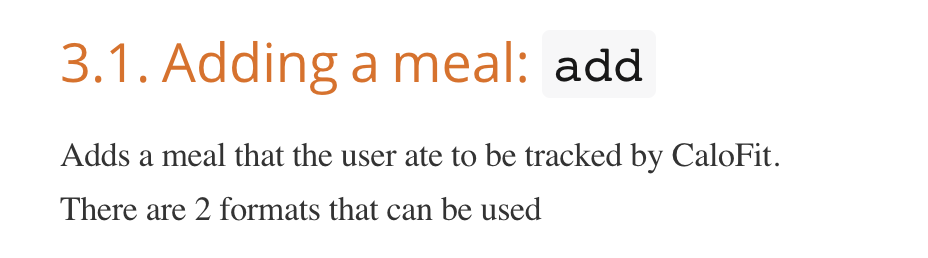 3.1. Adding a meal: add
Adds a meal that the user ate to be tracked by CaloFit.
There are 2 formats that can be used